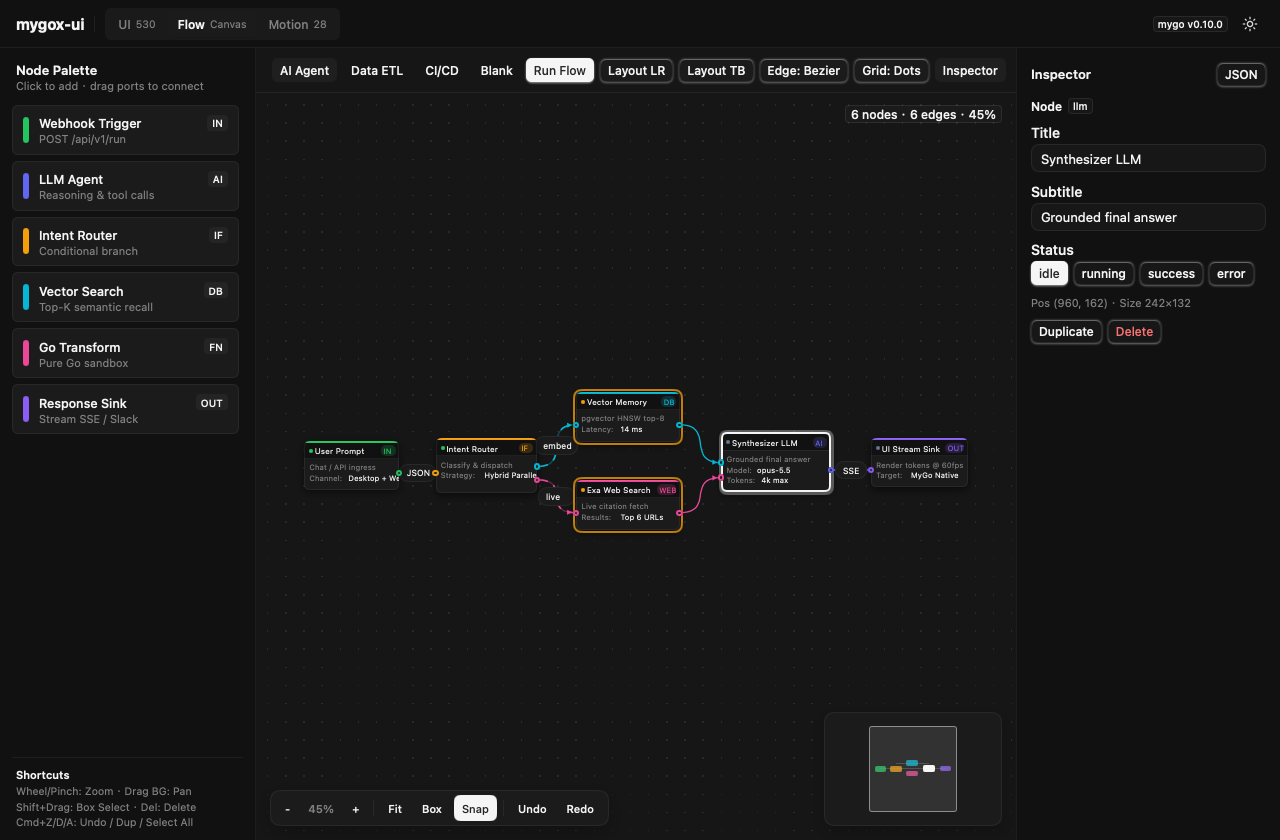 mygox-ui
UI 530
Flow Canvas
Motion 28
mygo v0.10.0
Node Palette
Click to add · drag ports to connect
Webhook Trigger IN
POST /api/v1/run
LLM Agent AI
Reasoning & tool calls
Intent Router IF
Conditional branch
Vector Search DB
Top-K semantic recall
Go Transform FN
Pure Go sandbox
Response Sink OUT
Stream SSE / Slack
Shortcuts
Wheel/Pinch: Zoom · Drag BG: Pan
Shift+Drag: Box Select · Del: Delete
Cmd+Z/D/A: Undo / Dup / Select All
AI Agent Data ETL CI/CD Blank Run Flow Layout LR Layout TB Edge: Bezier Grid: Dots Inspector
6 nodes · 6 edges · 45%
User Prompt IN
Chat / API ingress
Channel: Desktop + We
JSON
Intent Router IF
Classify & dispatch
Strategy: Hybrid Paralle
embed
live
Vector Memory DB
pgvector HNSW top-8
Latency: 14 ms
Exa Web Search WEB
Live citation fetch
Results: Top 6 URLs
Synthesizer LLM AI
Grounded final answer
Model: opus-5.5
Tokens: 4k max
SSE
UI Stream Sink OUT
Render tokens @ 60fps
Target: MyGo Native
- 45% + Fit Box Snap Undo Redo
Inspector JSON
Node llm
Title
Synthesizer LLM
Subtitle
Grounded final answer
Status
idle running success error
Pos (960, 162) · Size 242×132
Duplicate Delete